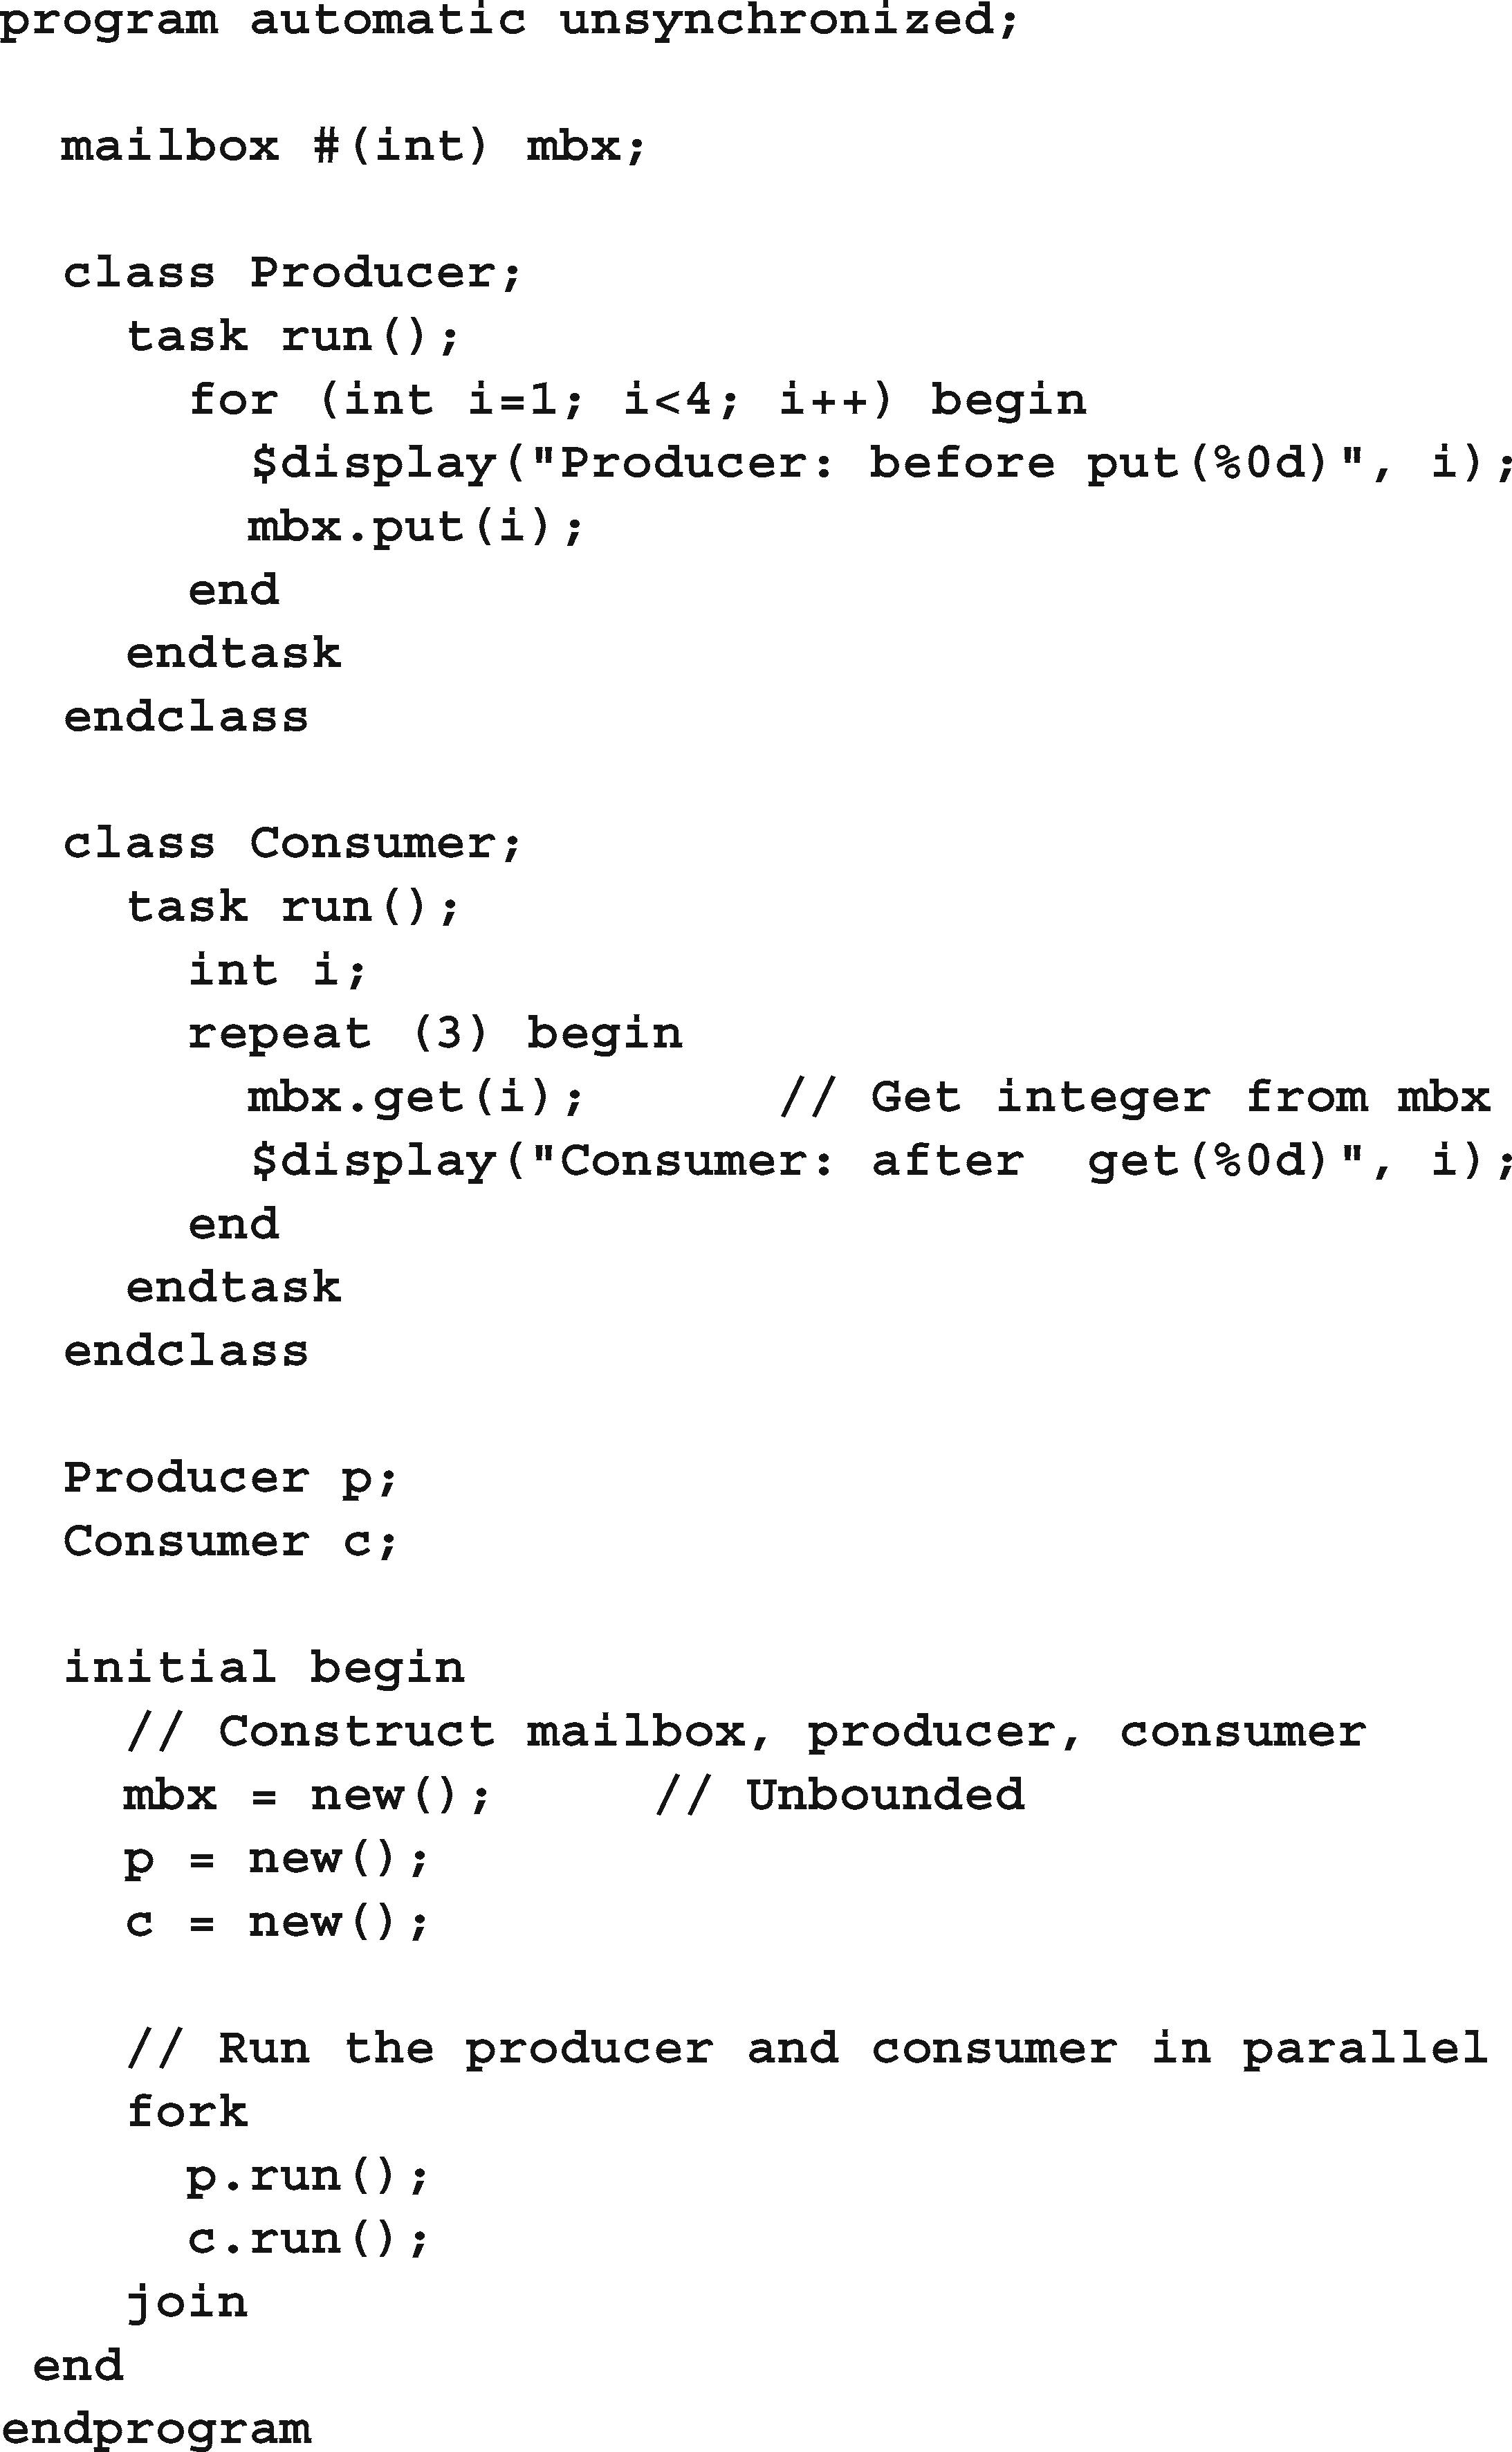 program automatic unsynchronized;
mailbox #(int) mbx;
class Producer;
task run();
for (int i=1; i<4; i++) begin
$display("Producer: before put(%0d)", i);
mbx.put(i);
end
endtask
endclass
class Consumer;
task run();
int i;
repeat (3) begin
mbx.get(i);     // Get integer from mbx
$display("Consumer: after  get(%0d)", i);
end
endtask
endclass
Producer p;
Consumer c;
initial begin
// Construct mailbox, producer, consumer
mbx = new();     // Unbounded
p = new();
c = new();
// Run the producer and consumer in parallel
fork
p.run();
c.run();
join
end
endprogram